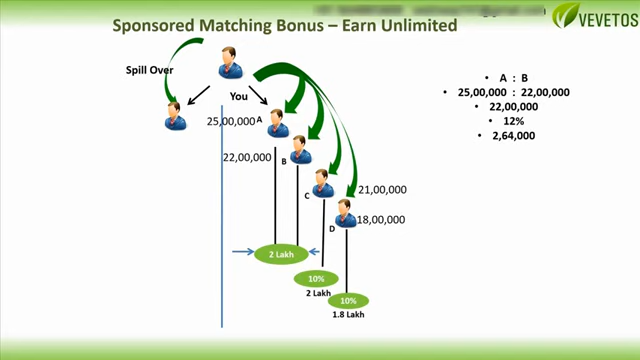 Sponsored Matching Bonus – Earn Unlimited
VEVETOS
Spill Over
You
25,00,000 A
22,00,000
B
C
21,00,000
D
18,00,000
2 Lakh
10%
2 Lakh
10%
1.8 Lakh
• A : B
• 25,00,000 : 22,00,000
• 22,00,000
• 12%
• 2,64,000